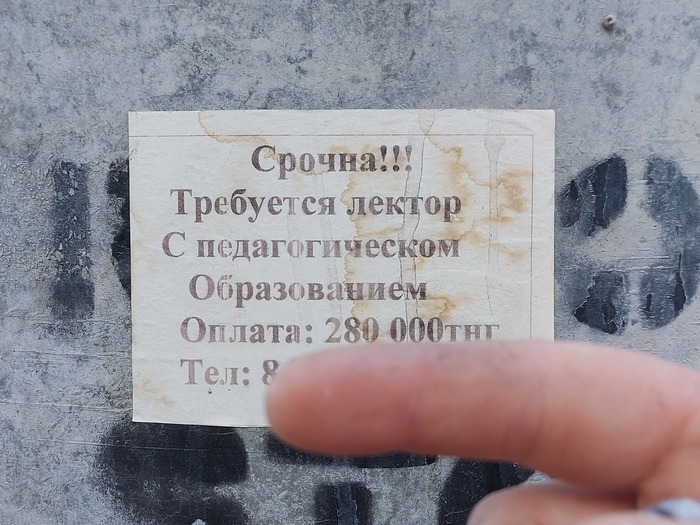 Срочна!!!
Требуется лектор
С педагогическом
Образованием
Оплата: 280 000тнг
Тел: 8